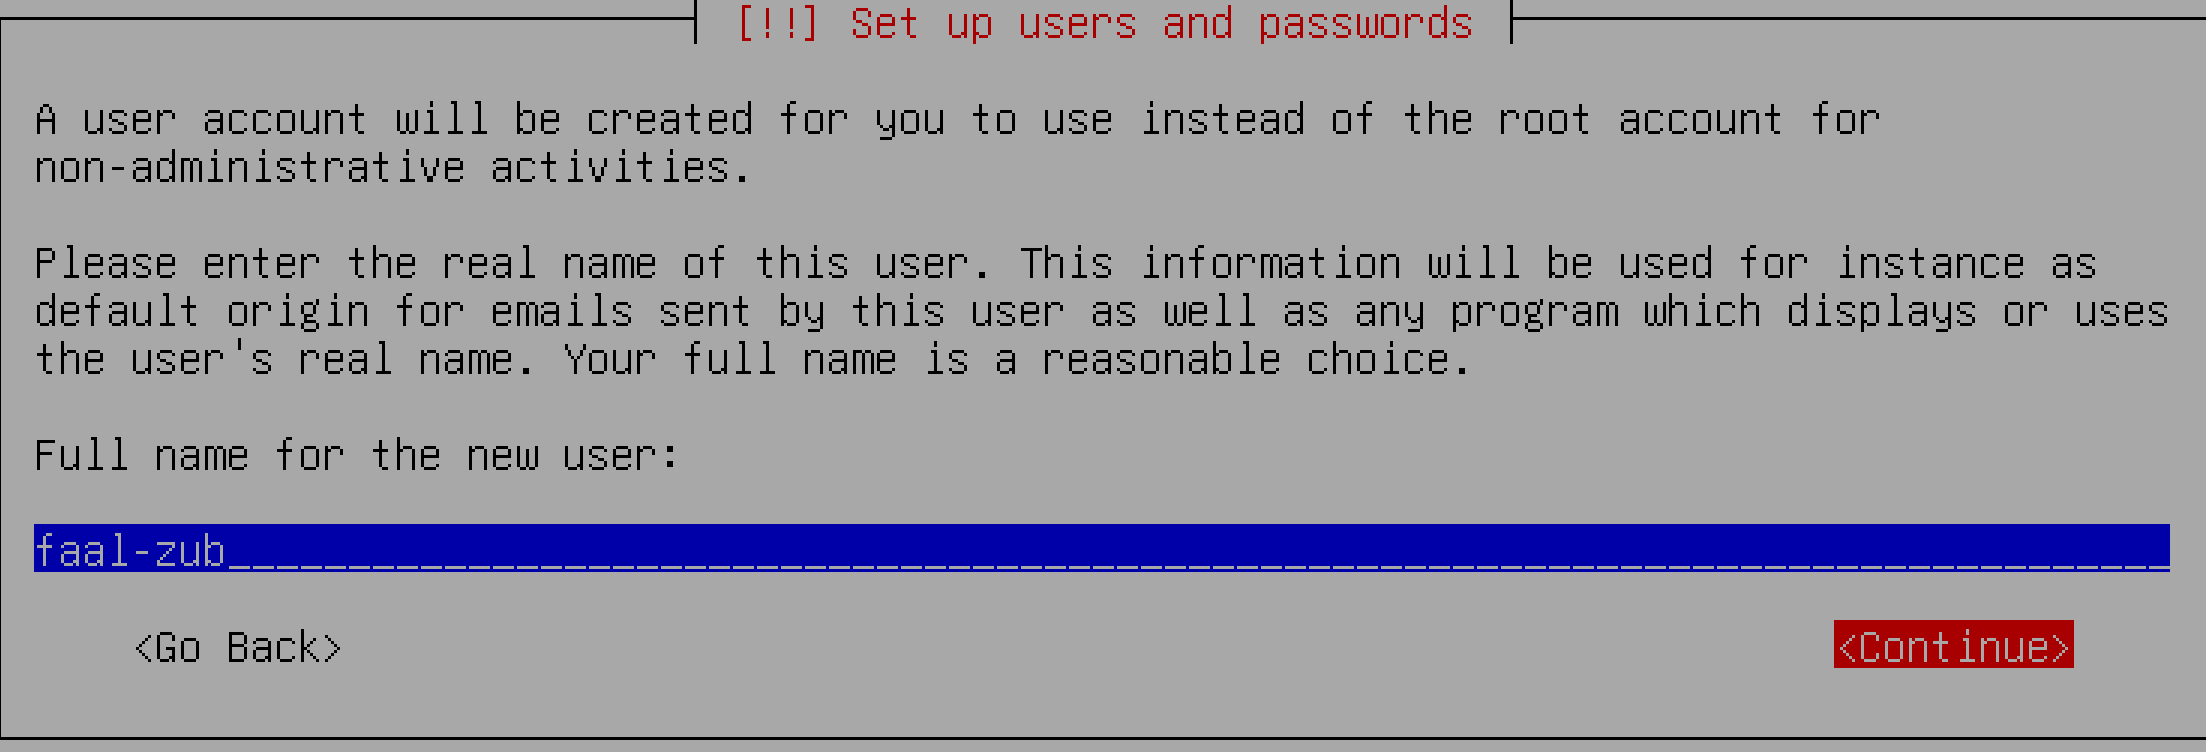 [!!] Set up users and passwords
A user account will be created for you to use instead of the root account for
non-administrative activities.
Please enter the real name of this user. This information will be used for instance as
default origin for emails sent by this user as well as any program which displays or uses
the user's real name. Your full name is a reasonable choice.
Full name for the new user:
faal-zub_________________________________________________________________________________
<Go Back> <Continue>